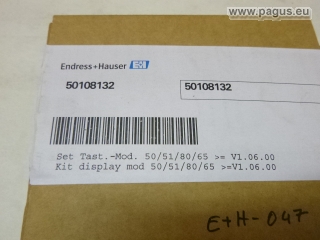 www.pagus.eu
Endress+Hauser EH
50108132 50108132
Set Tast.-Mod. 50/51/80/65 >= V1.06.00
Kit display mod 50/51/80/65 >=V1.06.00
E+H-047